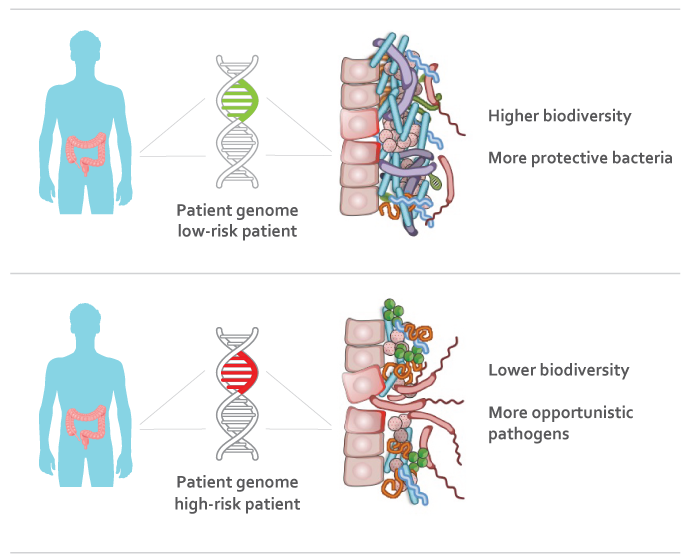 Higher biodiversity
More protective bacteria
Patient genome
low-risk patient
Lower biodiversity
More opportunistic
pathogens
Patient genome
high-risk patient